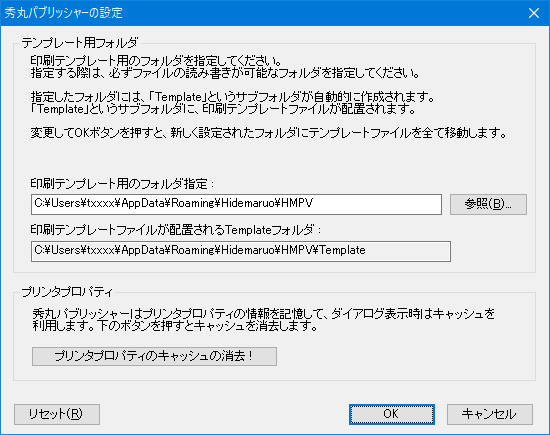 秀丸パブリッシャーの設定
テンプレート用フォルダ
印刷テンプレート用のフォルダを指定してください。
指定する際は、必ずファイルの読み書きが可能なフォルダを指定してください。
指定したフォルダには、「Template」というサブフォルダが自動的に作成されます。
「Template」というサブフォルダに、印刷テンプレートファイルが配置されます。
変更してOKボタンを押すと、新しく設定されたフォルダにテンプレートファイルを全て移動します。
印刷テンプレート用のフォルダ指定：
C:¥Users¥txxxx¥AppData¥Roaming¥Hidemaruo¥HMPV
参照(B)...
印刷テンプレートファイルが配置されるTemplateフォルダ：
C:¥Users¥txxxx¥AppData¥Roaming¥Hidemaruo¥HMPV¥Template
プリンタプロパティ
秀丸パブリッシャーはプリンタプロパティの情報を記憶して、ダイアログ表示時はキャッシュを
利用します。下のボタンを押すとキャッシュを消去します。
プリンタプロパティのキャッシュの消去！
リセット(R)
OK
キャンセル